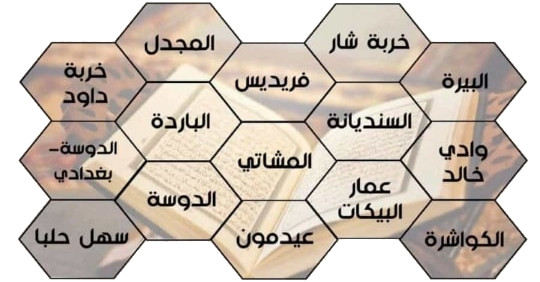 خربة شار
المجدل
البيرة
فريديس
خربة
داود
السنديانة
الباردة
وادي
خالد
المشاتي
الدوسة-
بغدادي
عمار
البيكات
الدوسة
الكواشرة
عيدمون
سهل حلبا